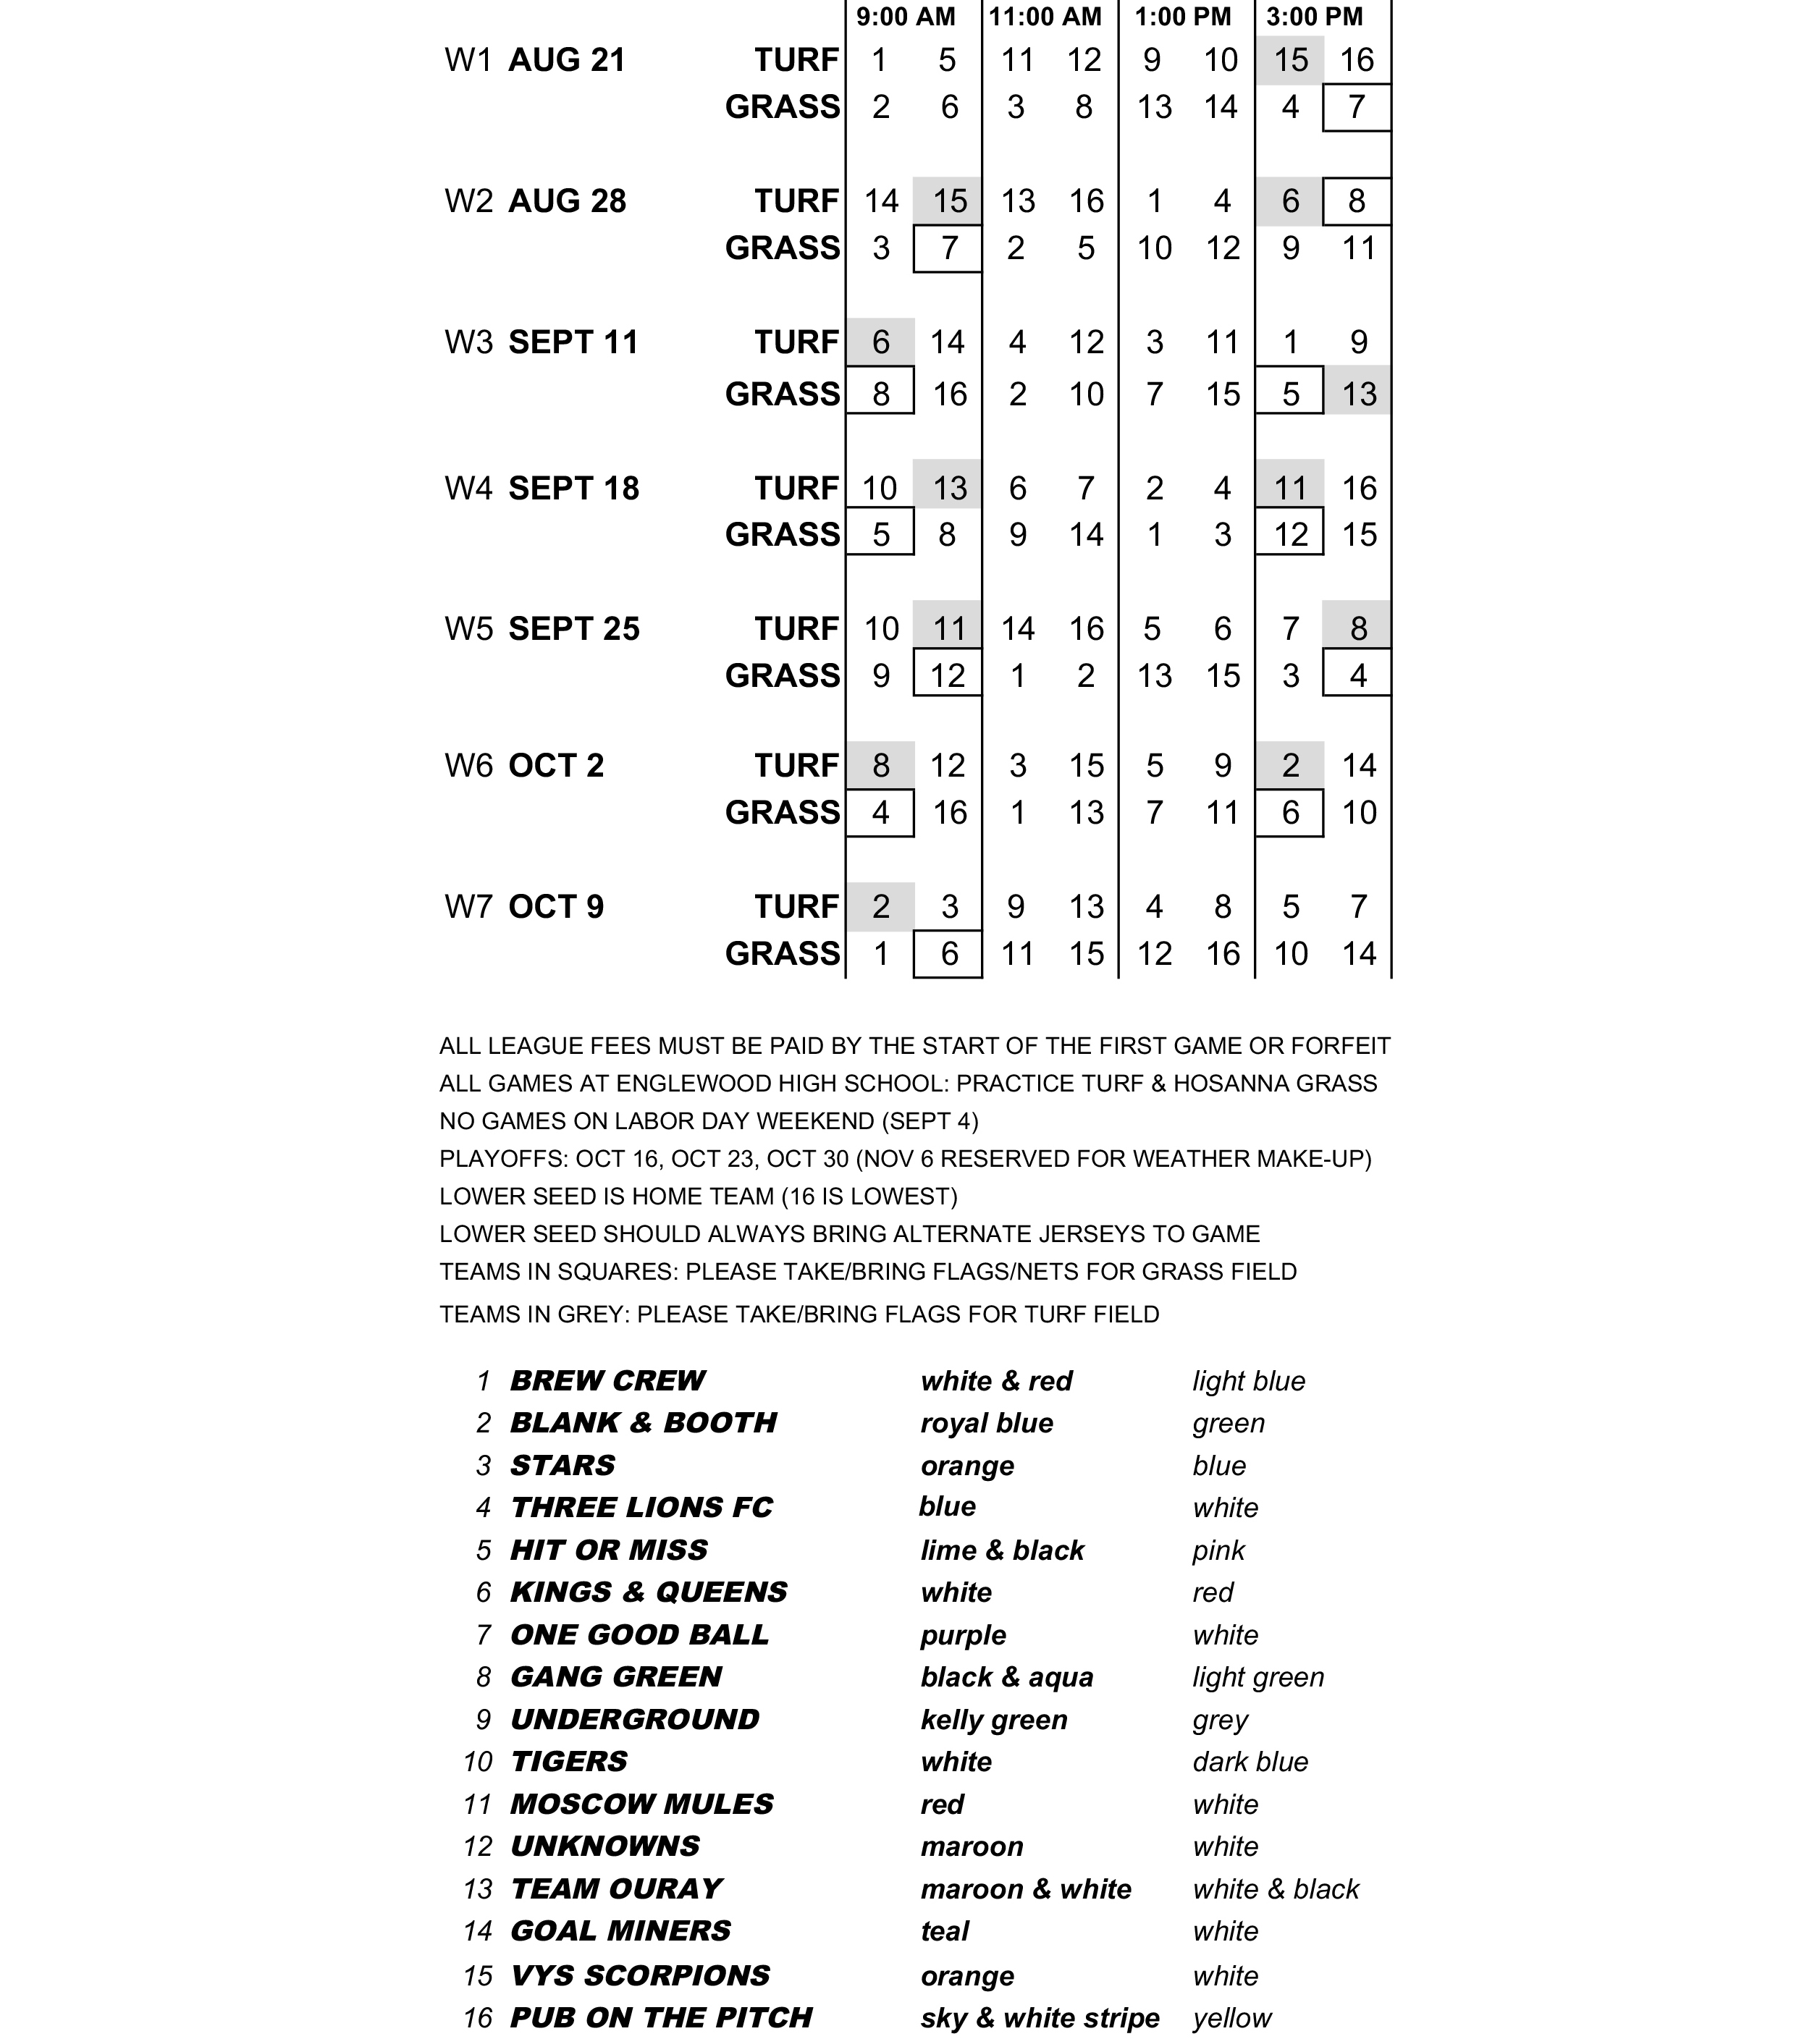 9:00 AM 11:00 AM 1:00 PM 3:00 PM
W1 AUG 21 TURF 1 5 11 12 9 10 15 16
GRASS 2 6 3 8 13 14 4 7
W2 AUG 28 TURF 14 15 13 16 1 4 6 8
GRASS 3 7 2 5 10 12 9 11
W3 SEPT 11 TURF 6 14 4 12 3 11 1 9
GRASS 8 16 2 10 7 15 5 13
W4 SEPT 18 TURF 10 13 6 7 2 4 11 16
GRASS 5 8 9 14 1 3 12 15
W5 SEPT 25 TURF 10 11 14 16 5 6 7 8
GRASS 9 12 1 2 13 15 3 4
W6 OCT 2 TURF 8 12 3 15 5 9 2 14
GRASS 4 16 1 13 7 11 6 10
W7 OCT 9 TURF 2 3 9 13 4 8 5 7
GRASS 1 6 11 15 12 16 10 14
ALL LEAGUE FEES MUST BE PAID BY THE START OF THE FIRST GAME OR FORFEIT
ALL GAMES AT ENGLEWOOD HIGH SCHOOL: PRACTICE TURF & HOSANNA GRASS
NO GAMES ON LABOR DAY WEEKEND (SEPT 4)
PLAYOFFS: OCT 16, OCT 23, OCT 30 (NOV 6 RESERVED FOR WEATHER MAKE-UP)
LOWER SEED IS HOME TEAM (16 IS LOWEST)
LOWER SEED SHOULD ALWAYS BRING ALTERNATE JERSEYS TO GAME
TEAMS IN SQUARES: PLEASE TAKE/BRING FLAGS/NETS FOR GRASS FIELD
TEAMS IN GREY: PLEASE TAKE/BRING FLAGS FOR TURF FIELD
1 BREW CREW white & red light blue
2 BLANK & BOOTH royal blue green
3 STARS orange blue
4 THREE LIONS FC blue white
5 HIT OR MISS lime & black pink
6 KINGS & QUEENS white red
7 ONE GOOD BALL purple white
8 GANG GREEN black & aqua light green
9 UNDERGROUND kelly green grey
10 TIGERS white dark blue
11 MOSCOW MULES red white
12 UNKNOWNS maroon white
13 TEAM OURAY maroon & white white & black
14 GOAL MINERS teal white
15 VYS SCORPIONS orange white
16 PUB ON THE PITCH sky & white stripe yellow